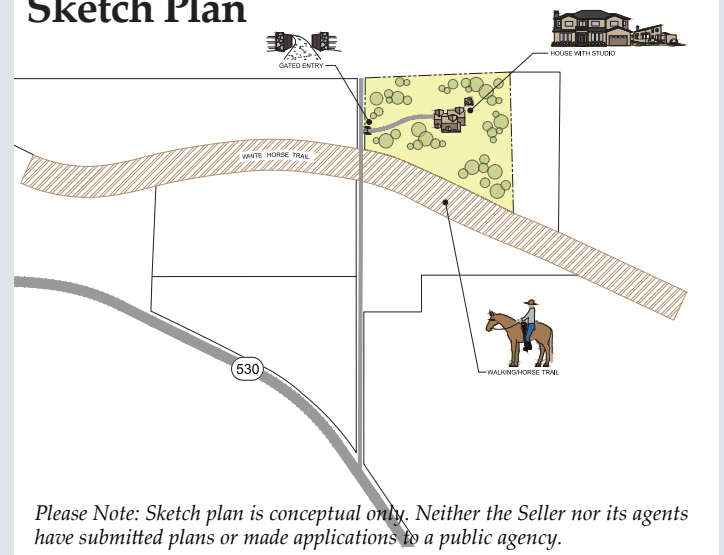 Sketch Plan
GATED ENTRY
HOUSE WITH STUDIO
WHITE HORSE TRAIL
530
WALKING/HORSE TRAIL
Please Note: Sketch plan is conceptual only. Neither the Seller nor its agents
have submitted plans or made applications to a public agency.